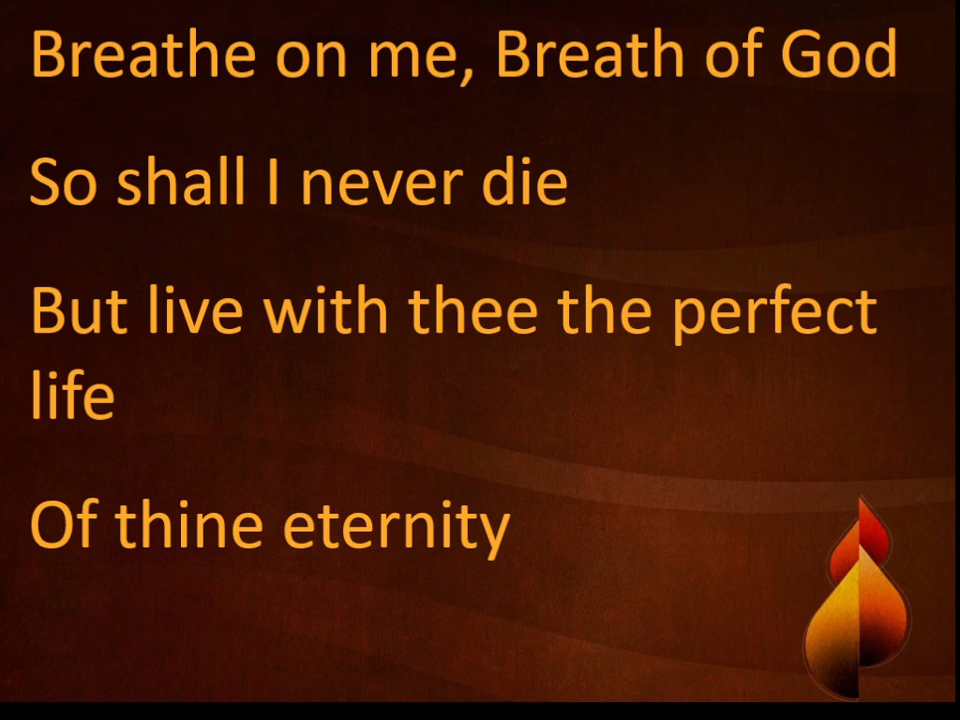 Breathe on me, Breath of God
So shall I never die
But live with thee the perfect
life
Of thine eternity